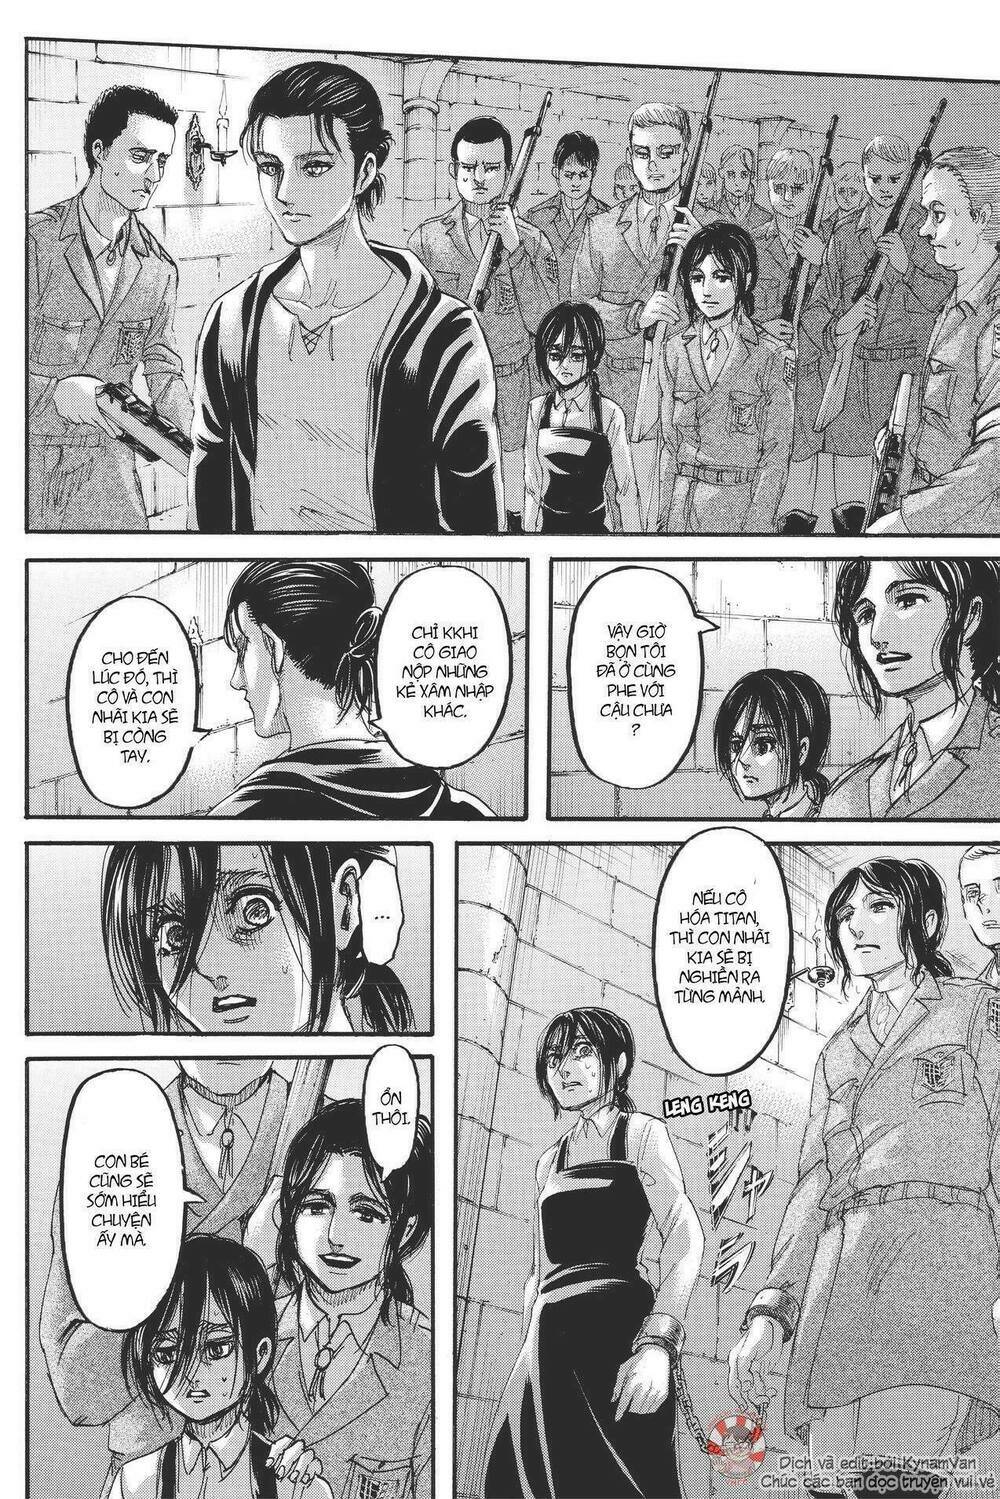 VẬY GIỜ
BỌN TÔI
ĐÃ Ở CÙNG
PHE VỚI
CẬU CHƯA
?
CHỈ KKHI
CÔ GIAO
NỘP NHỮNG
KẺ XÂM NHẬP
KHÁC.
CHO ĐẾN
LÚC ĐÓ, THÌ
CÔ VÀ CON
NHÃI KIA SẼ
BỊ CÒNG
TAY.
NẾU CÔ
HÓA TITAN,
THÌ CON NHÃI
KIA SẼ BỊ
NGHIỀN RA
TỪNG MẢNH.
LENG KENG
...
ỔN
THÔI.
CON BÉ
CŨNG SẼ
SỚM HIỂU
CHUYỆN
ẤY MÀ.
Dịch và edit bởi KynamVan
Chúc các bạn đọc truyện vui vẻ